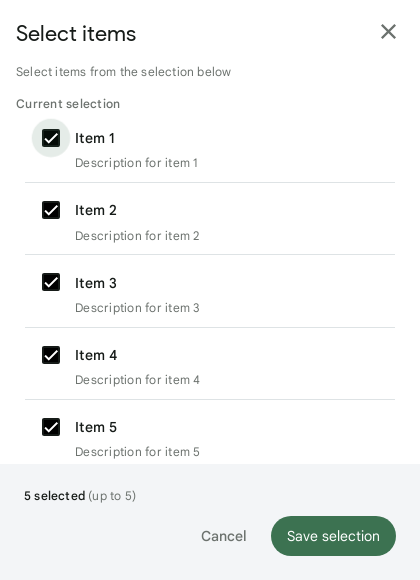 Select items
Select items from the selection below
Current selection
Item 1
Description for item 1
Item 2
Description for item 2
Item 3
Description for item 3
Item 4
Description for item 4
Item 5
Description for item 5
5 selected (up to 5)
Cancel
Save selection